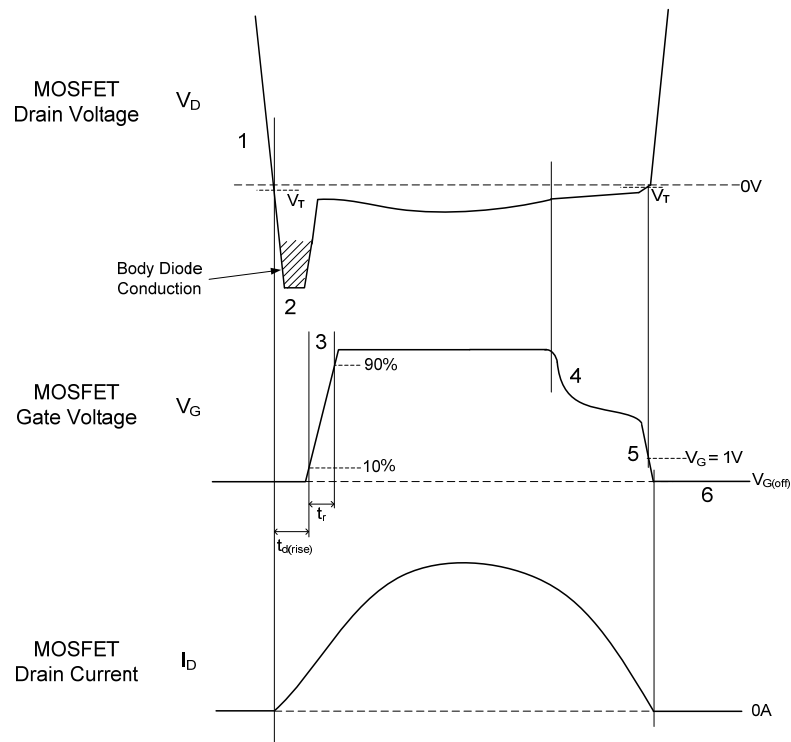 MOSFET
Drain Voltage
VD
1
0V
VT
VT
Body Diode
Conduction
2
3
MOSFET
Gate Voltage
VG
90%
4
5
VG = 1V
10%
6
VG(off)
tr
td(rise)
MOSFET
Drain Current
ID
0A